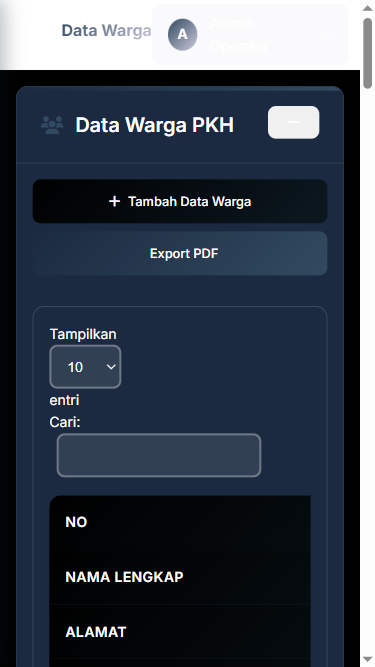 Data Warga
A
Admin
Operator
Data Warga PKH
+ Tambah Data Warga
Export PDF
Tampilkan
10
entri
Cari:
NO
NAMA LENGKAP
ALAMAT